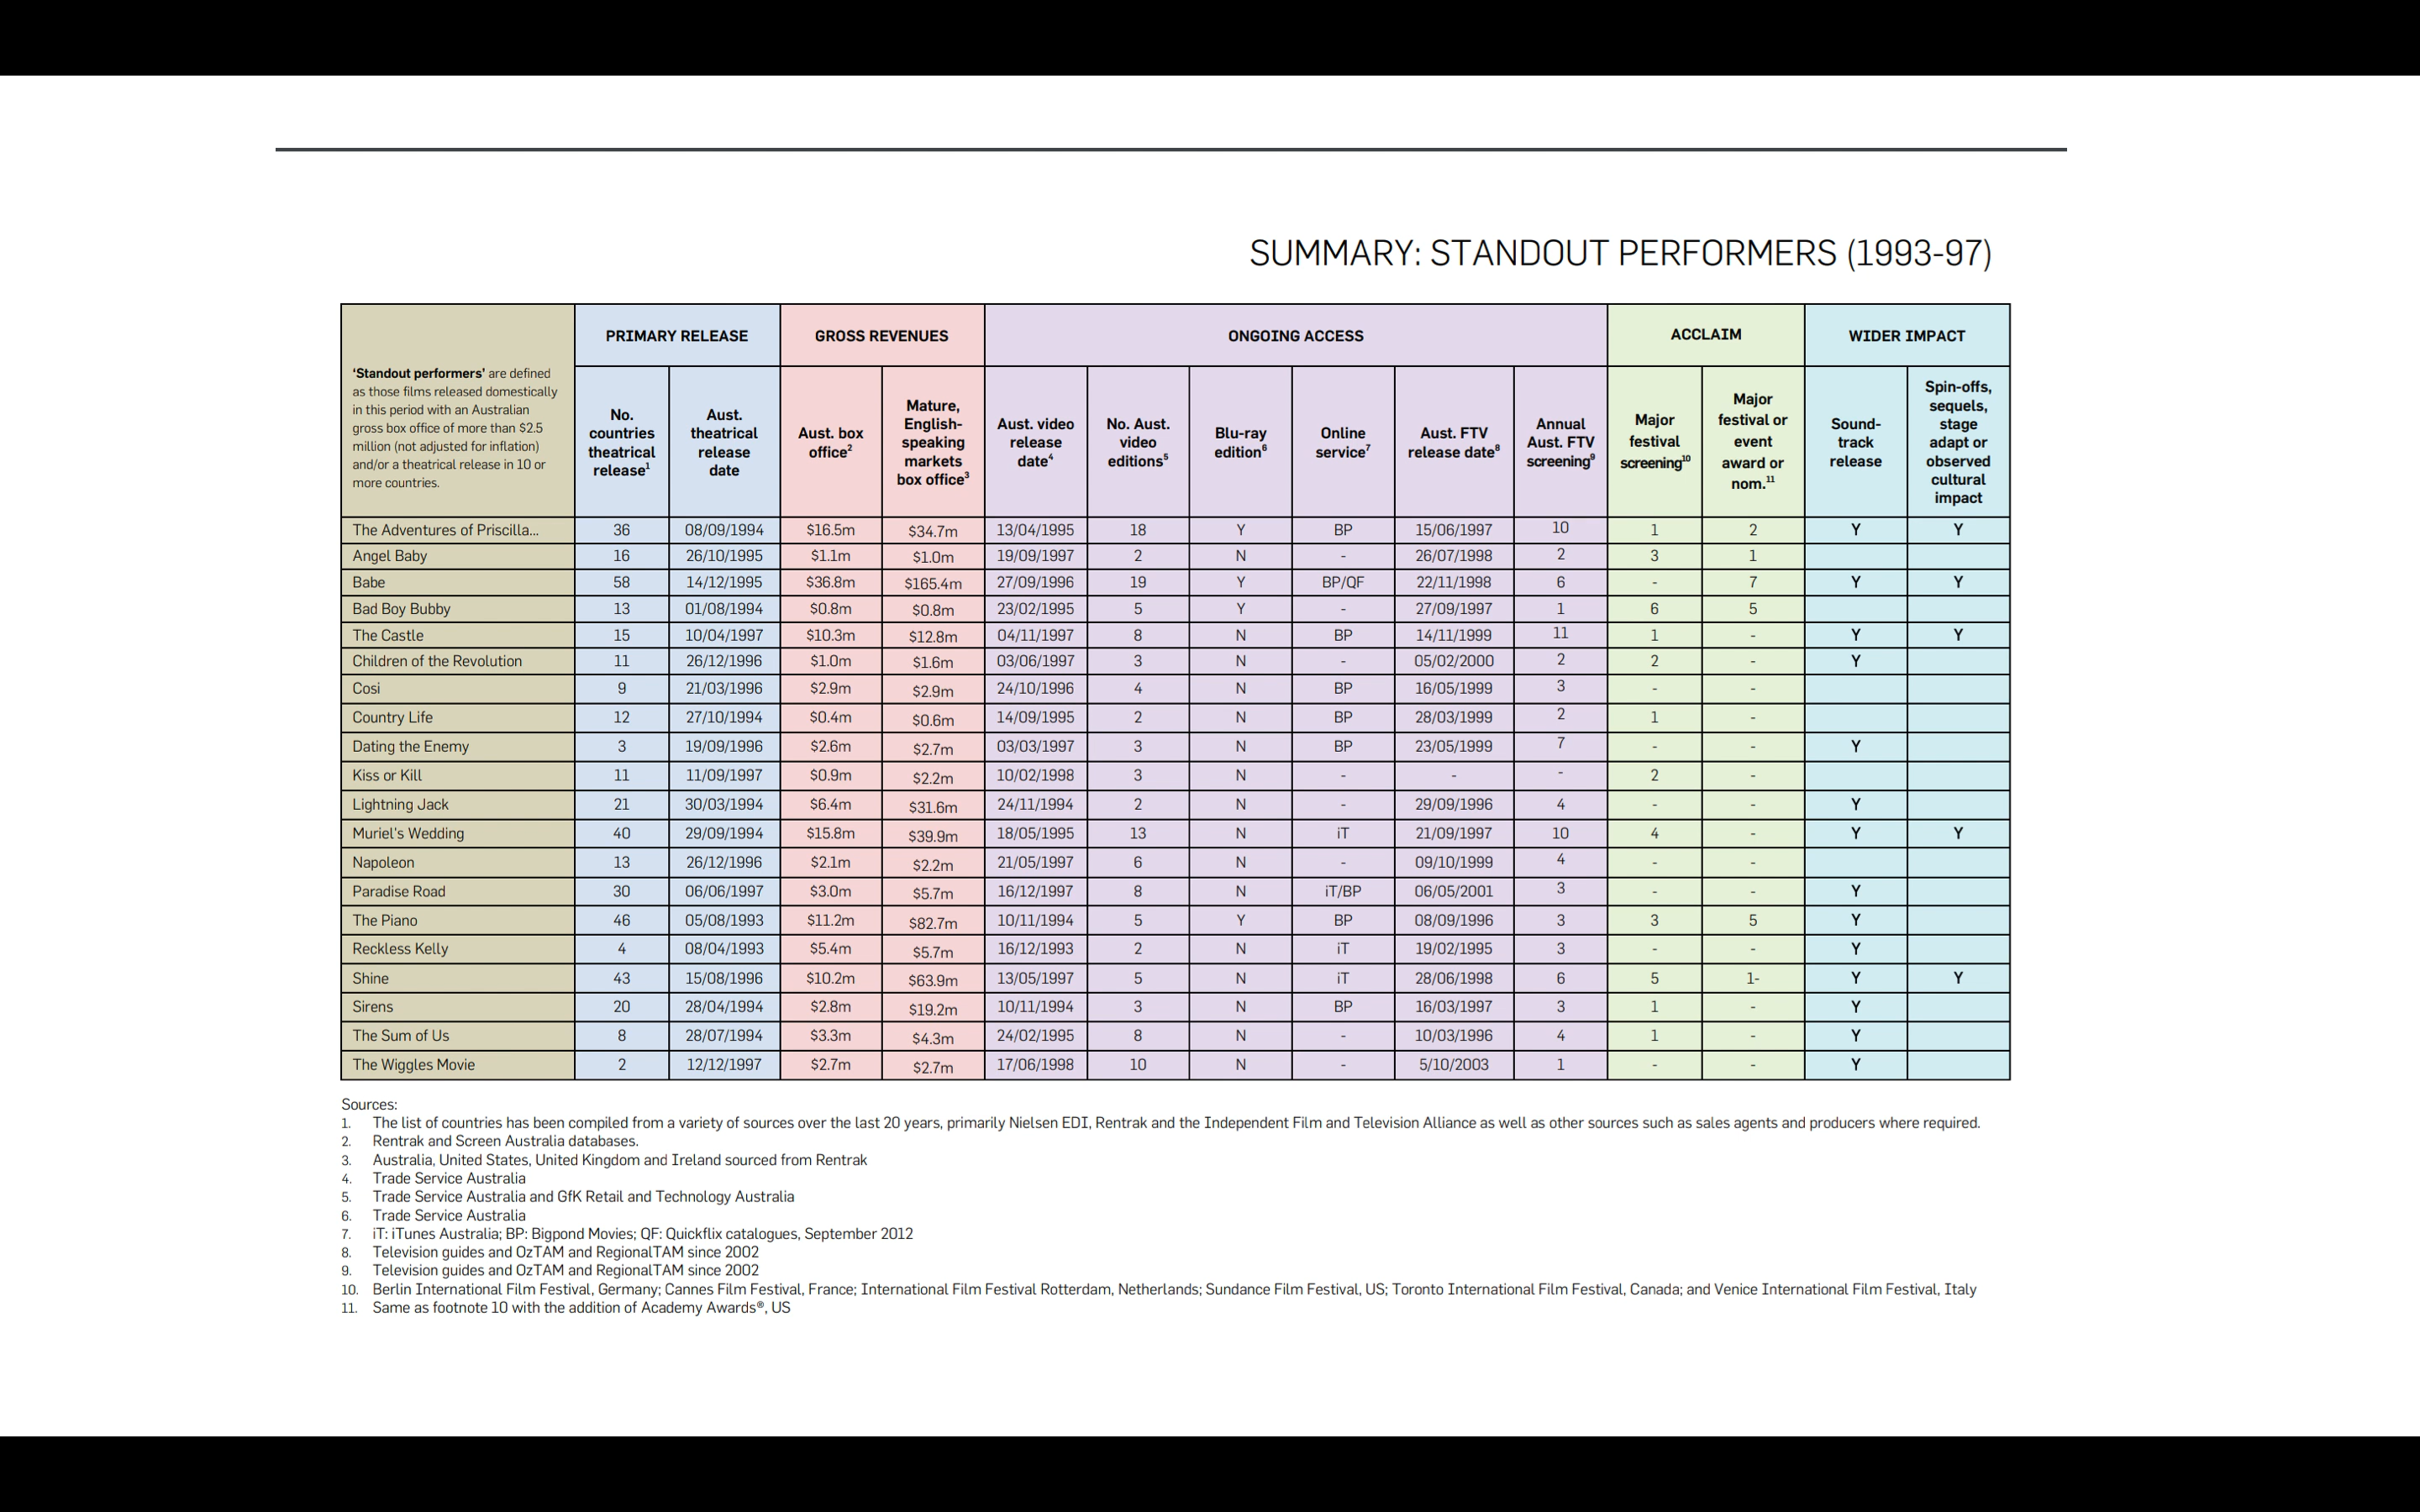 SUMMARY: STANDOUT PERFORMERS (1993-97)
'Standout performers' are defined
as those films released domestically
in this period with an Australian
gross box office of more than $2.5
million (not adjusted for inflation)
and/or a theatrical release in 10 or
more countries.
PRIMARY RELEASE GROSS REVENUES ONGOING ACCESS ACCLAIM WIDER IMPACT
No.
countries
theatrical
release1
Aust.
theatrical
release
date
Aust. box
office2
Mature,
English-
speaking
markets
box office3
Aust. video
release
date4
No. Aust.
video
editions5
Blu-ray
edition6
Online
service7
Aust. FTV
release date8
Annual
Aust. FTV
screening9
Major
festival
screening10
Major
festival or
event
award or
nom.11
Sound-
track
release
Spin-offs,
sequels,
stage
adapt or
observed
cultural
impact
The Adventures of Priscilla... 36 08/09/1994 $16.5m $34.7m 13/04/1995 18 Y BP 15/06/1997 10 1 2 Y Y
Angel Baby 16 26/10/1995 $1.1m $1.0m 19/09/1997 2 N - 26/07/1998 2 3 1
Babe 58 14/12/1995 $36.8m $165.4m 27/09/1996 19 Y BP/QF 22/11/1998 6 - 7 Y Y
Bad Boy Bubby 13 01/08/1994 $0.8m $0.8m 23/02/1995 5 Y - 27/09/1997 1 6 5
The Castle 15 10/04/1997 $10.3m $12.8m 04/11/1997 8 N BP 14/11/1999 11 1 - Y Y
Children of the Revolution 11 26/12/1996 $1.0m $1.6m 03/06/1997 3 N - 05/02/2000 2 2 - Y
Cosi 9 21/03/1996 $2.9m $2.9m 24/10/1996 4 N BP 16/05/1999 3 - -
Country Life 12 27/10/1994 $0.4m $0.6m 14/09/1995 2 N BP 28/03/1999 2 1 -
Dating the Enemy 3 19/09/1996 $2.6m $2.7m 03/03/1997 3 N BP 23/05/1999 7 - - Y
Kiss or Kill 11 11/09/1997 $0.9m $2.2m 10/02/1998 3 N - - - 2 -
Lightning Jack 21 30/03/1994 $6.4m $31.6m 24/11/1994 2 N - 29/09/1996 4 - - Y
Muriel's Wedding 40 29/09/1994 $15.8m $39.9m 18/05/1995 13 N iT 21/09/1997 10 4 - Y Y
Napoleon 13 26/12/1996 $2.1m $2.2m 21/05/1997 6 N - 09/10/1999 4 - -
Paradise Road 30 06/06/1997 $3.0m $5.7m 16/12/1997 8 N iT/BP 06/05/2001 3 - - Y
The Piano 46 05/08/1993 $11.2m $82.7m 10/11/1994 5 Y BP 08/09/1996 3 3 5 Y
Reckless Kelly 4 08/04/1993 $5.4m $5.7m 16/12/1993 2 N iT 19/02/1995 3 - - Y
Shine 43 15/08/1996 $10.2m $63.9m 13/05/1997 5 N iT 28/06/1998 6 5 1- Y Y
Sirens 20 28/04/1994 $2.8m $19.2m 10/11/1994 3 N BP 16/03/1997 3 1 - Y
The Sum of Us 8 28/07/1994 $3.3m $4.3m 24/02/1995 8 N - 10/03/1996 4 1 - Y
The Wiggles Movie 2 12/12/1997 $2.7m $2.7m 17/06/1998 10 N - 5/10/2003 1 - - Y
Sources:
1. The list of countries has been compiled from a variety of sources over the last 20 years, primarily Nielsen EDI, Rentrak and the Independent Film and Television Alliance as well as other sources such as sales agents and producers where required.
2. Rentrak and Screen Australia databases.
3. Australia, United States, United Kingdom and Ireland sourced from Rentrak
4. Trade Service Australia
5. Trade Service Australia and GfK Retail and Technology Australia
6. Trade Service Australia
7. iT: iTunes Australia; BP: Bigpond Movies; QF: Quickflix catalogues, September 2012
8. Television guides and OzTAM and RegionalTAM since 2002
9. Television guides and OzTAM and RegionalTAM since 2002
10. Berlin International Film Festival, Germany; Cannes Film Festival, France; International Film Festival Rotterdam, Netherlands; Sundance Film Festival, US; Toronto International Film Festival, Canada; and Venice International Film Festival, Italy
11. Same as footnote 10 with the addition of Academy Awards®, US